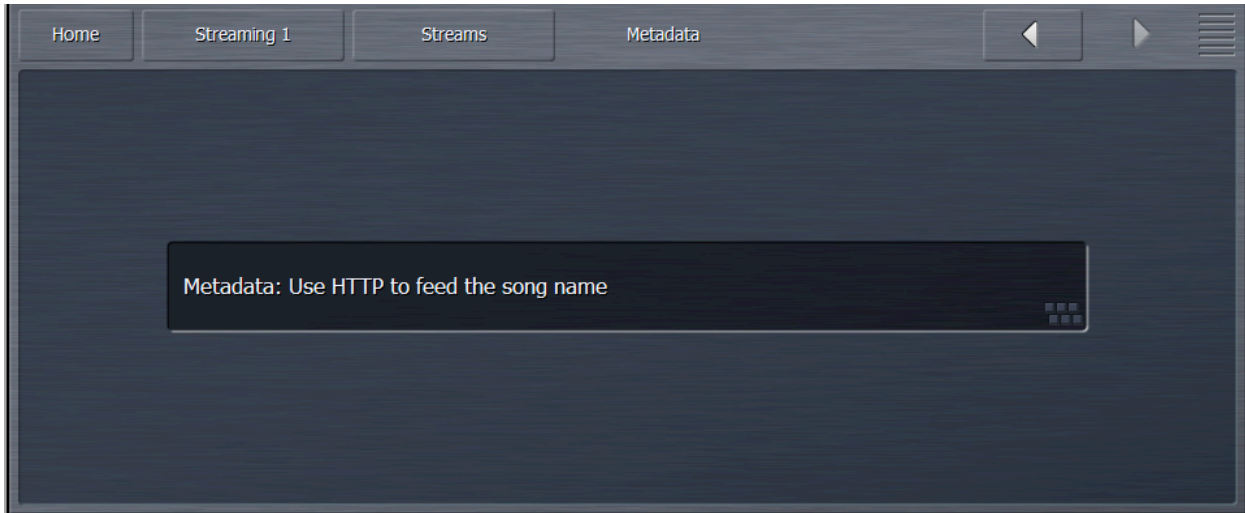 Home Streaming 1 Streams Metadata
Metadata: Use HTTP to feed the song name